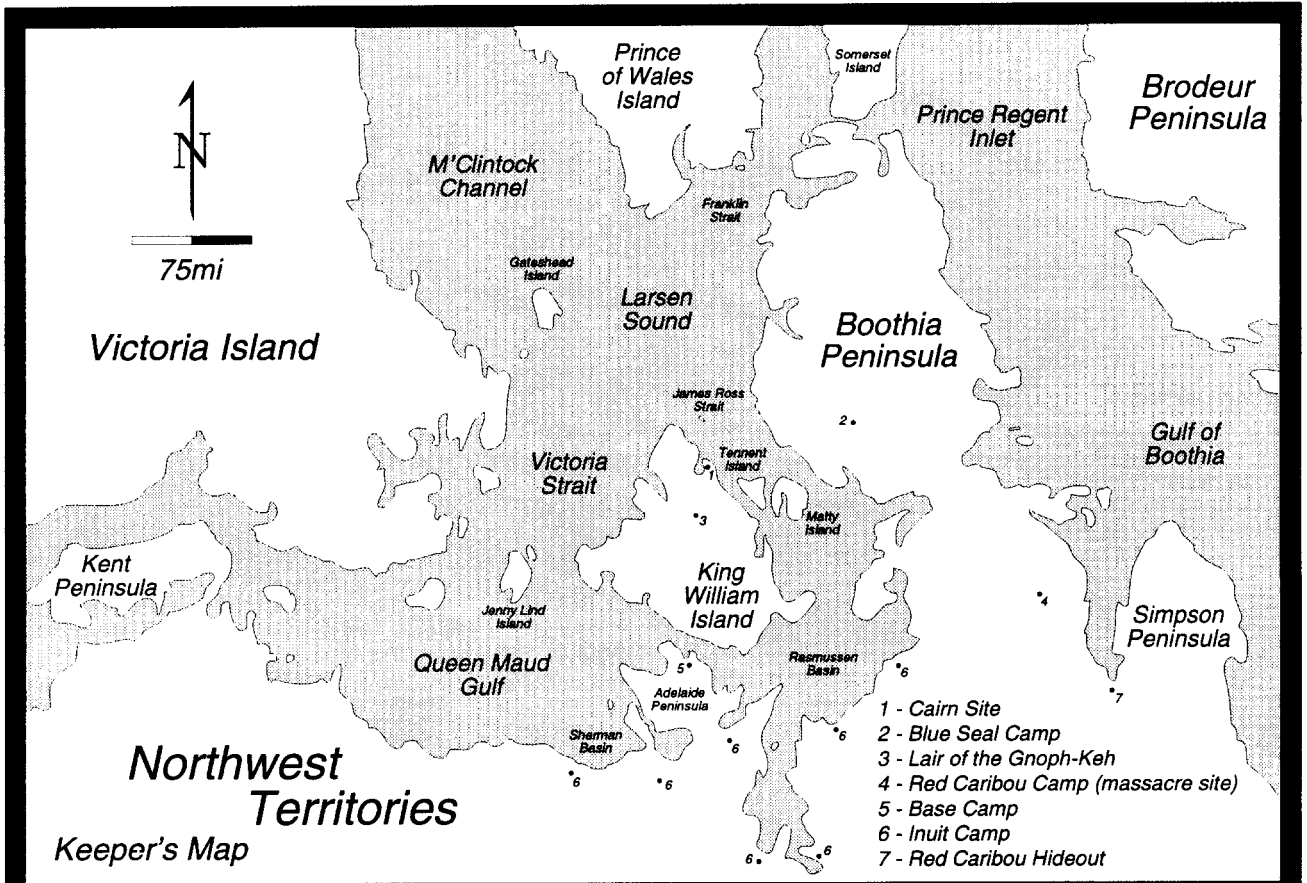 Prince
of Wales
Island
Somerset
Island
Brodeur
Peninsula
Prince Regent
Inlet
N
M'Clintock
Channel
Franklin
Strait
75mi
Gateshead
Island
Larsen
Sound
Victoria Island
Boothia
Peninsula
James Ross
Strait
2
Gulf of
Boothia
Victoria
Strait
Tennent
Island
1
3
Matty
Island
Kent
Peninsula
King
William
Island
Jenny Lind
Island
4
Simpson
Peninsula
Queen Maud
Gulf
5
Rasmussen
Basin
6
7
Adelaide
Peninsula
Sherman
Basin
6
6
6
6
6
6
1 - Cairn Site
2 - Blue Seal Camp
3 - Lair of the Gnoph-Keh
4 - Red Caribou Camp (massacre site)
5 - Base Camp
6 - Inuit Camp
7 - Red Caribou Hideout
Northwest
Territories
Keeper's Map